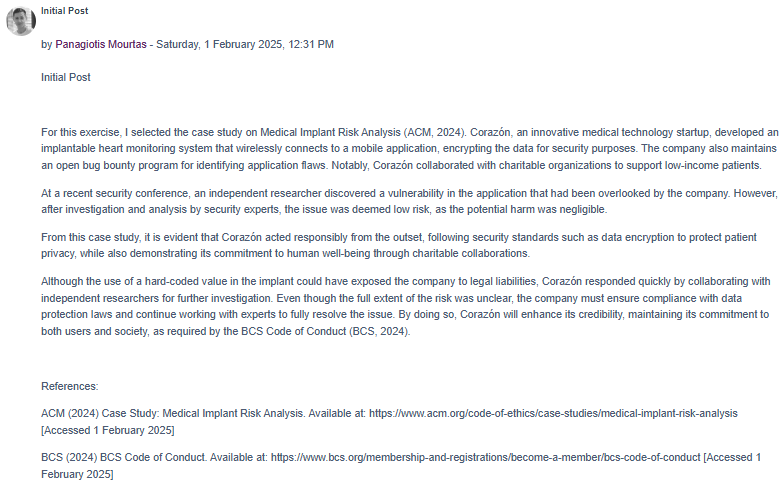 Initial Post
by Panagiotis Mourtas - Saturday, 1 February 2025, 12:31 PM
Initial Post
For this exercise, I selected the case study on Medical Implant Risk Analysis (ACM, 2024). Corazón, an innovative medical technology startup, developed an
implantable heart monitoring system that wirelessly connects to a mobile application, encrypting the data for security purposes. The company also maintains
an open bug bounty program for identifying application flaws. Notably, Corazón collaborated with charitable organizations to support low-income patients.
At a recent security conference, an independent researcher discovered a vulnerability in the application that had been overlooked by the company. However,
after investigation and analysis by security experts, the issue was deemed low risk, as the potential harm was negligible.
From this case study, it is evident that Corazón acted responsibly from the outset, following security standards such as data encryption to protect patient
privacy, while also demonstrating its commitment to human well-being through charitable collaborations.
Although the use of a hard-coded value in the implant could have exposed the company to legal liabilities, Corazón responded quickly by collaborating with
independent researchers for further investigation. Even though the full extent of the risk was unclear, the company must ensure compliance with data
protection laws and continue working with experts to fully resolve the issue. By doing so, Corazón will enhance its credibility, maintaining its commitment to
both users and society, as required by the BCS Code of Conduct (BCS, 2024).
References:
ACM (2024) Case Study: Medical Implant Risk Analysis. Available at: https://www.acm.org/code-of-ethics/case-studies/medical-implant-risk-analysis
[Accessed 1 February 2025]
BCS (2024) BCS Code of Conduct. Available at: https://www.bcs.org/membership-and-registrations/become-a-member/bcs-code-of-conduct [Accessed 1
February 2025]